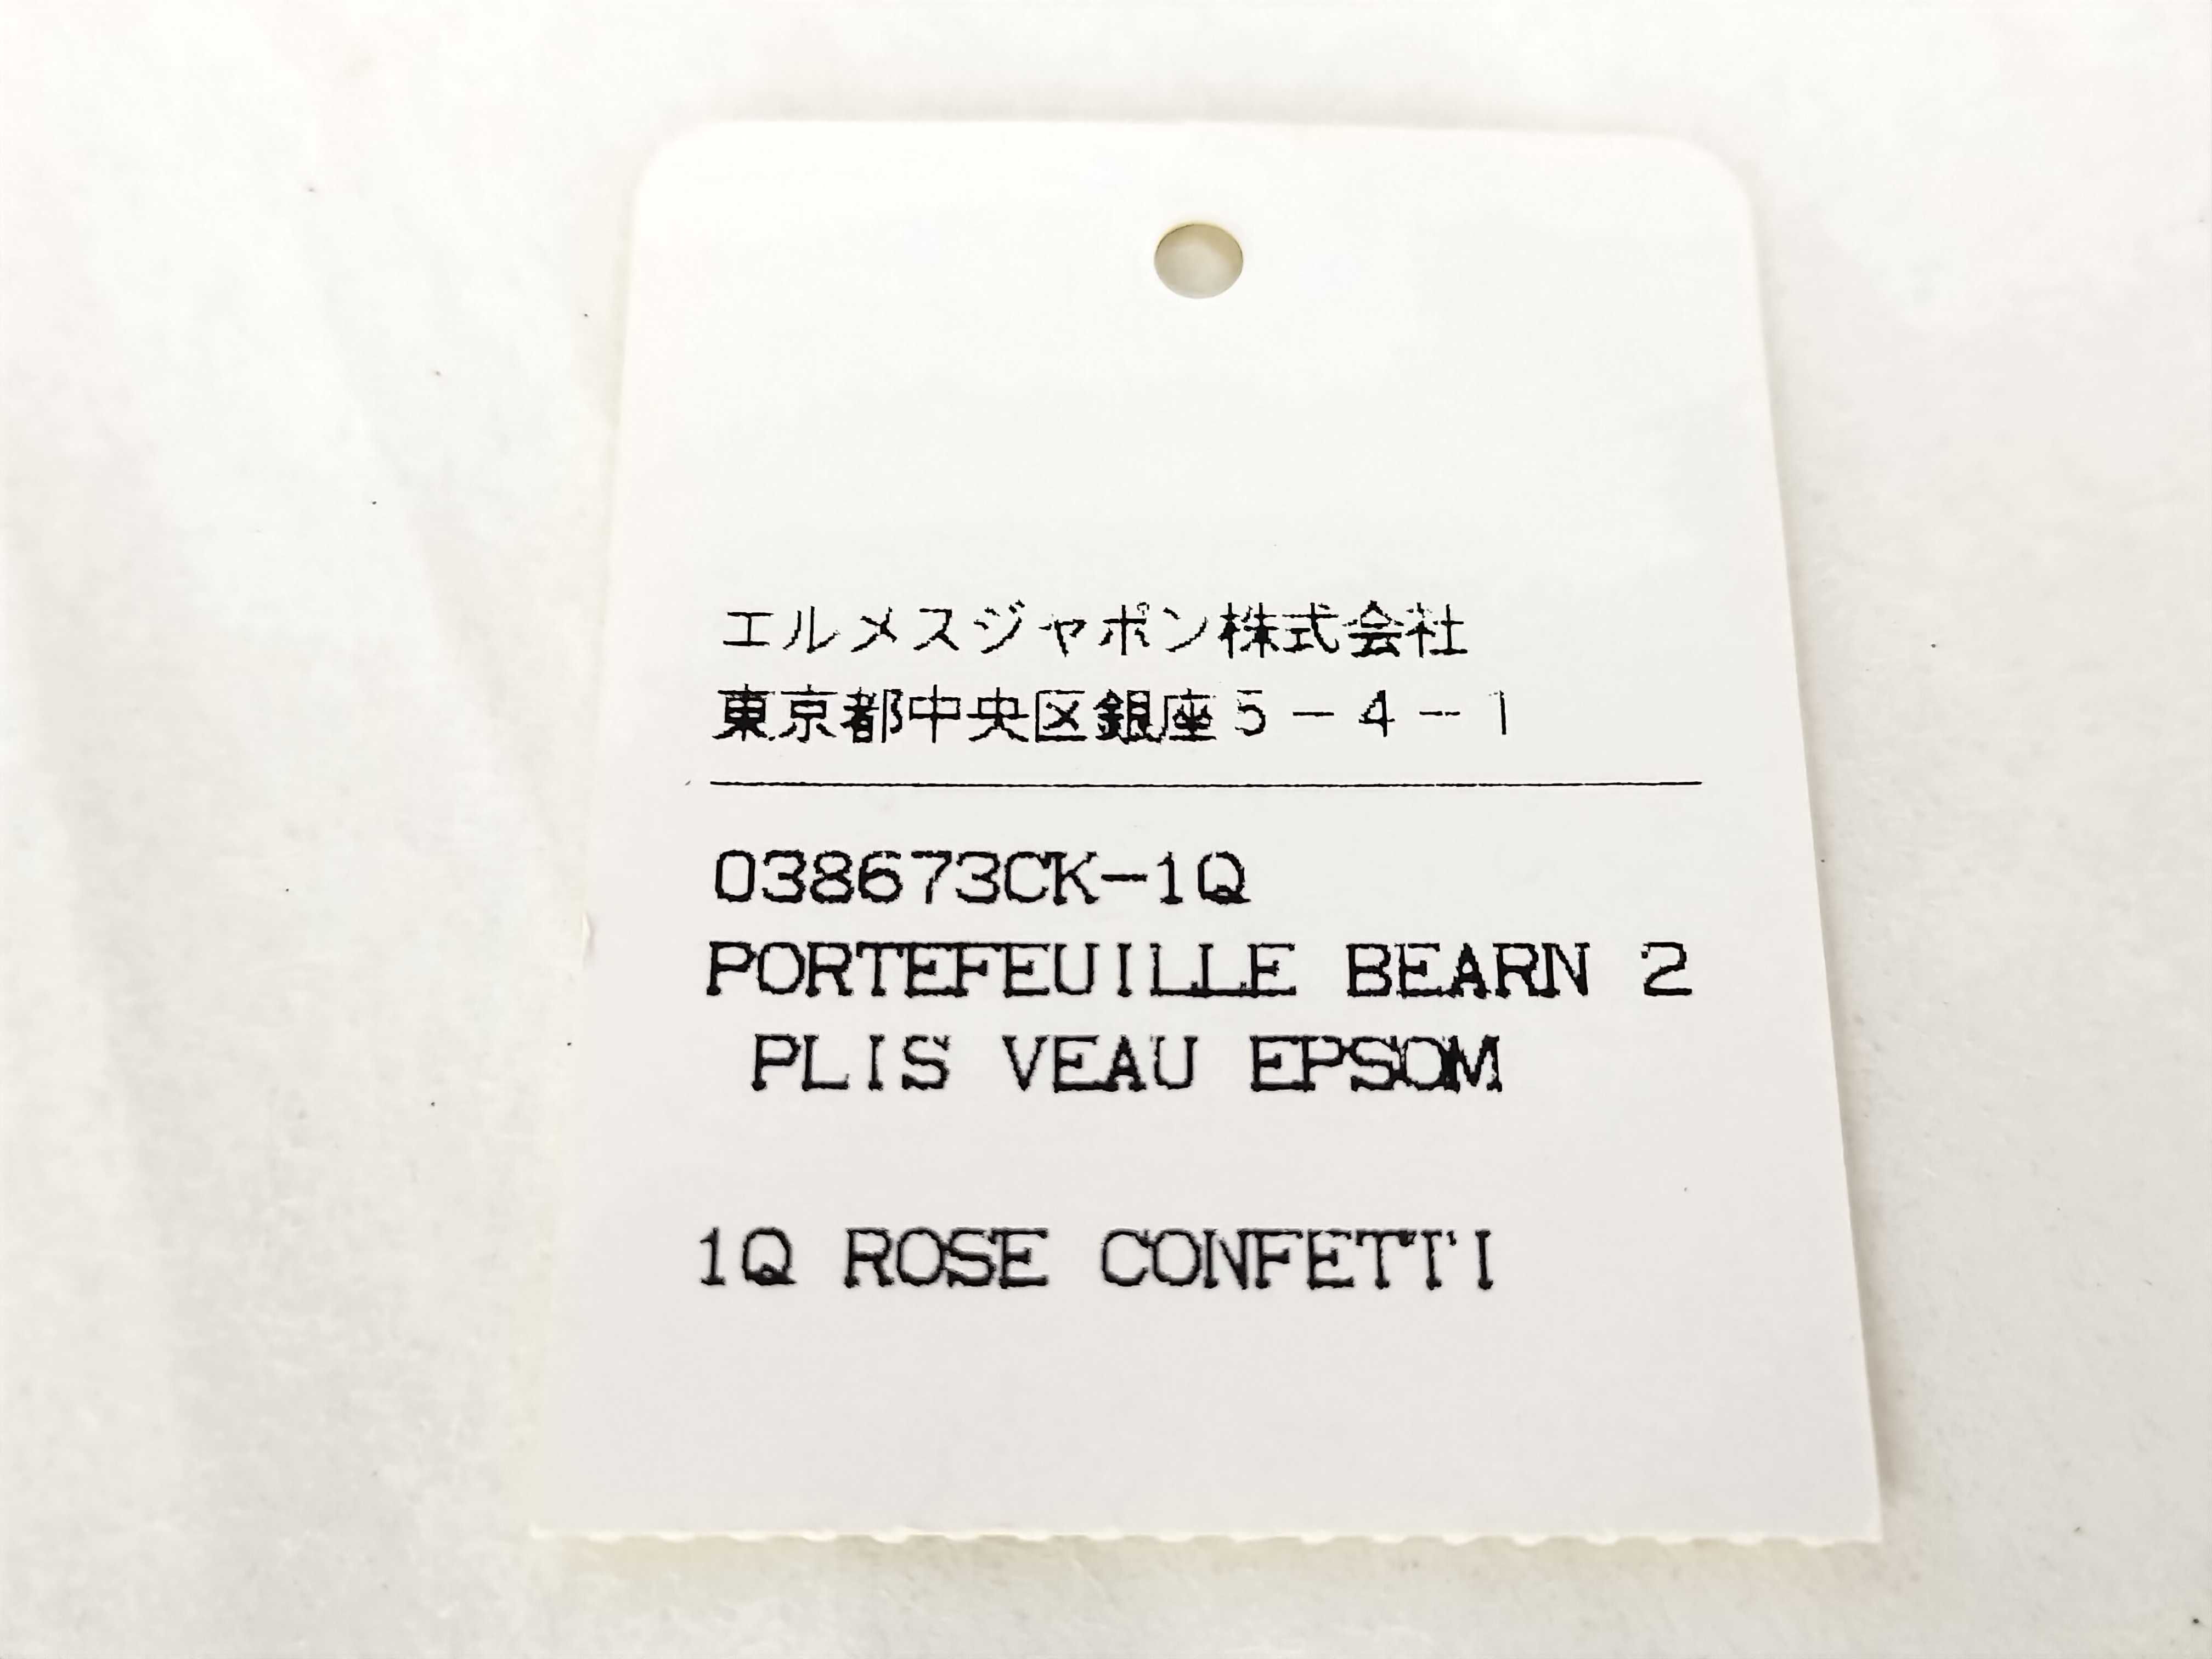 エルメスジャポン株式会社
東京都中央区銀座5-4-1
038673CK-1Q
PORTEFEUILLE BEARN 2
PLIS VEAU EPSOM
1Q ROSE CONFETTI